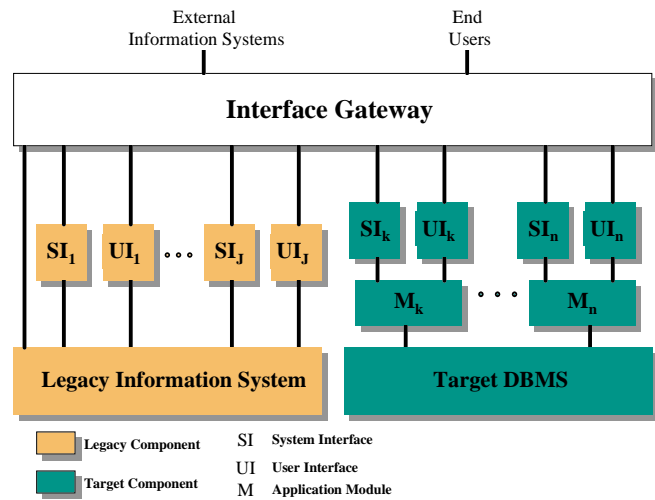 External
Information Systems
End
Users
Interface Gateway
SI1
UI1
SIJ
UIJ
SIk
UIk
SIn
UIn
Mk
Mn
Legacy Information System
Target DBMS
Legacy Component
SI System Interface
UI User Interface
Target Component
M Application Module